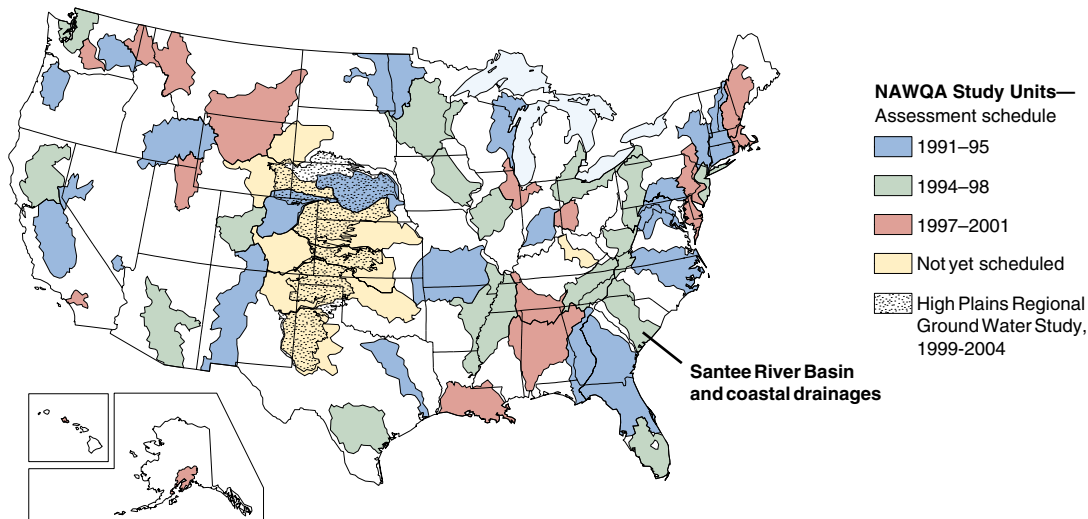 NAWQA Study Units—
Assessment schedule
1991–95
1994–98
1997–2001
Not yet scheduled
High Plains Regional
Ground Water Study,
1999-2004
Santee River Basin
and coastal drainages